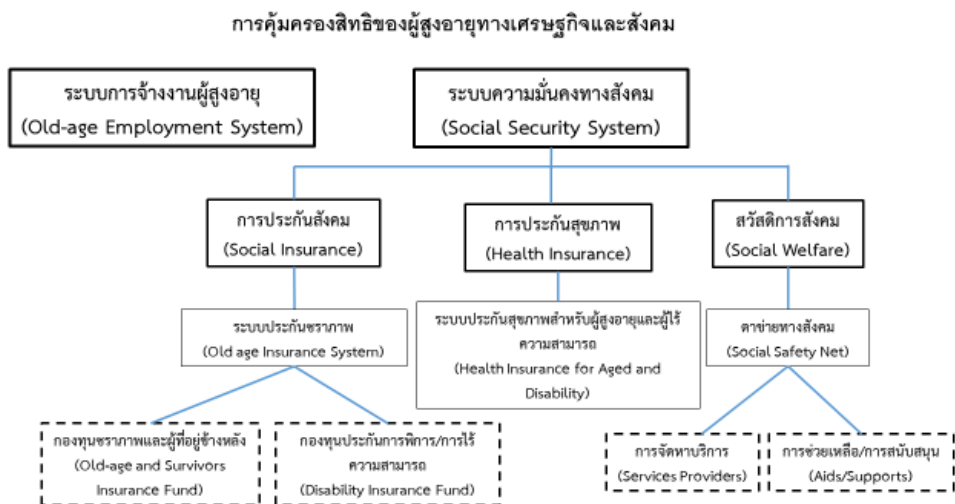 การคุ้มครองสิทธิของผู้สูงอายุทางเศรษฐกิจและสังคม
ระบบการจ้างงานผู้สูงอายุ
(Old-age Employment System)
ระบบความมั่นคงทางสังคม
(Social Security System)
การประกันสังคม
(Social Insurance)
การประกันสุขภาพ
(Health Insurance)
สวัสดิการสังคม
(Social Welfare)
ระบบประกันชราภาพ
(Old age Insurance System)
ระบบประกันสุขภาพสำหรับผู้สูงอายุและผู้ไร้
ความสามารถ
(Health Insurance for Aged and
Disability)
ตาข่ายทางสังคม
(Social Safety Net)
กองทุนชราภาพและผู้ที่อยู่ข้างหลัง
(Old-age and Survivors
Insurance Fund)
กองทุนประกันการพิการ/การไร้
ความสามารถ
(Disability Insurance Fund)
การจัดหาบริการ
(Services Providers)
การช่วยเหลือ/การสนับสนุน
(Aids/Supports)